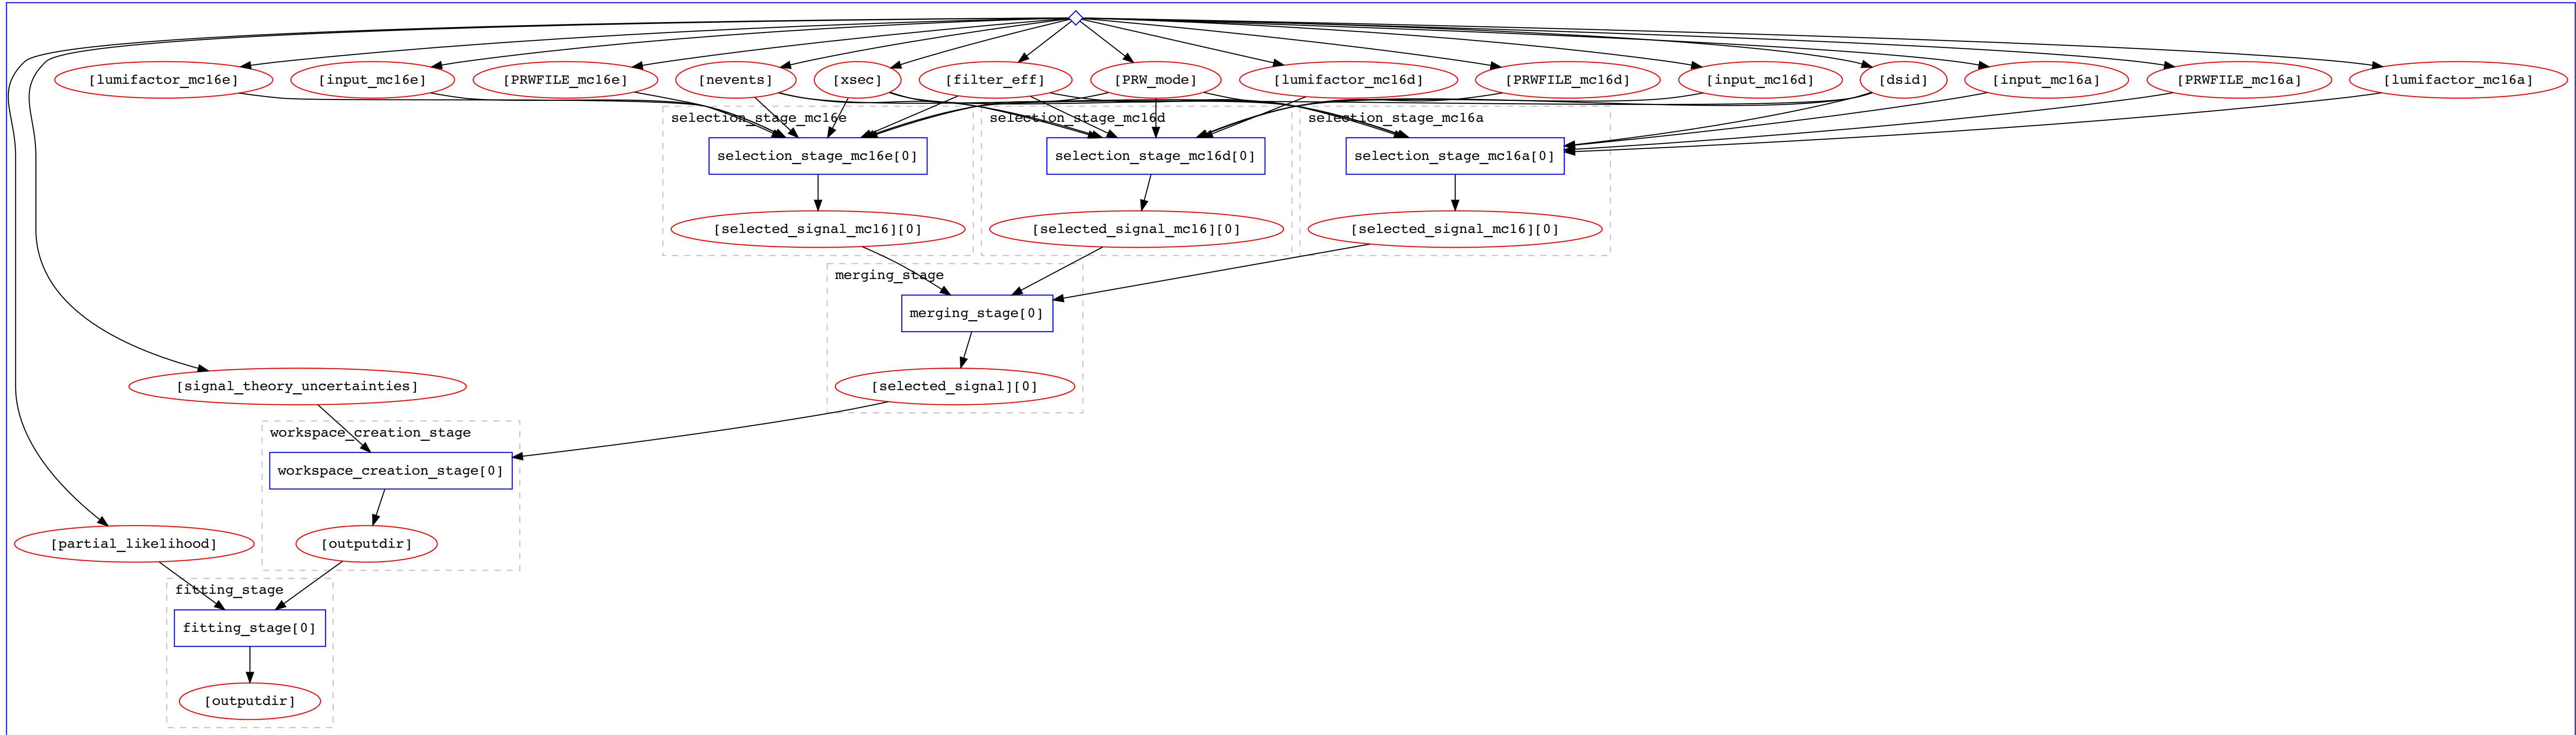 [lumifactor_mc16e]
[input_mc16e]
[PRWFILE_mc16e]
[nevents]
[xsec]
[filter_eff]
[PRW_mode]
[lumifactor_mc16d]
[PRWFILE_mc16d]
[input_mc16d]
[dsid]
[input_mc16a]
[PRWFILE_mc16a]
[lumifactor_mc16a]
selection_stage_mc16e
selection_stage_mc16d
selection_stage_mc16a
selection_stage_mc16e[0]
selection_stage_mc16d[0]
selection_stage_mc16a[0]
[selected_signal_mc16][0]
[selected_signal_mc16][0]
[selected_signal_mc16][0]
merging_stage
merging_stage[0]
[signal_theory_uncertainties]
[selected_signal][0]
workspace_creation_stage
workspace_creation_stage[0]
[partial_likelihood]
[outputdir]
fitting_stage
fitting_stage[0]
[outputdir]